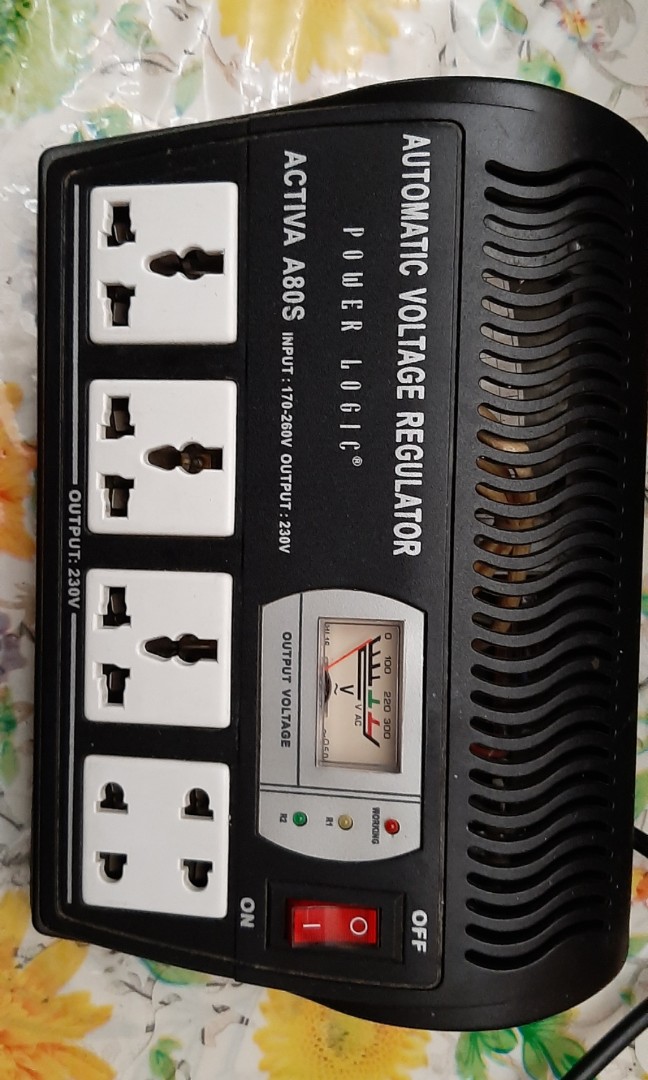 AUTOMATIC VOLTAGE REGULATOR
POWER LOGIC®
ACTIVA A80S INPUT : 170-260V OUTPUT : 230V
0 100 220 300
V AC
V
~
OUTPUT VOLTAGE
WORKING
R1
R2
OFF
O
I
ON
OUTPUT: 230V